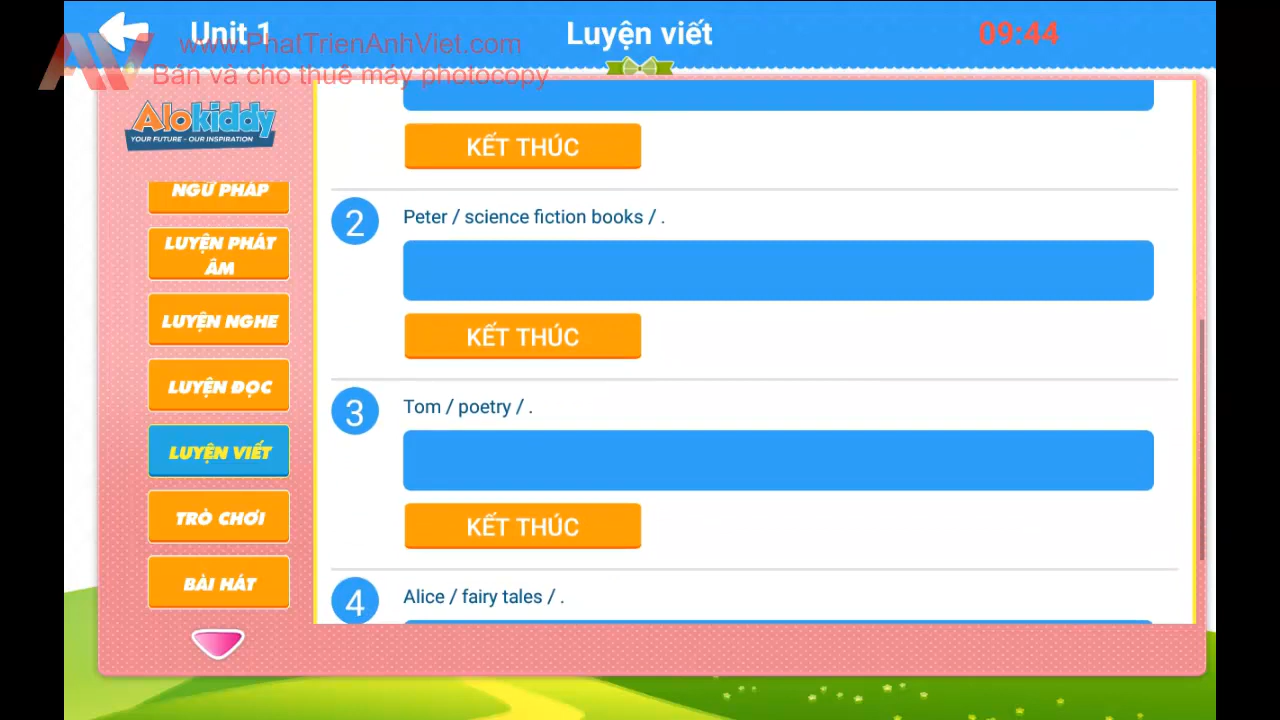 Unit 1
Luyện viết
09:44
www.PhatTrienAnhViet.com
Bán và cho thuê máy photocopy
Alokiddy
YOUR FUTURE - OUR INSPIRATION
NGỮ PHÁP
LUYỆN PHÁT
ÂM
LUYỆN NGHE
LUYỆN ĐỌC
LUYỆN VIẾT
TRÒ CHƠI
BÀI HÁT
KẾT THÚC
2
Peter / science fiction books / .
KẾT THÚC
3
Tom / poetry / .
KẾT THÚC
4
Alice / fairy tales / .